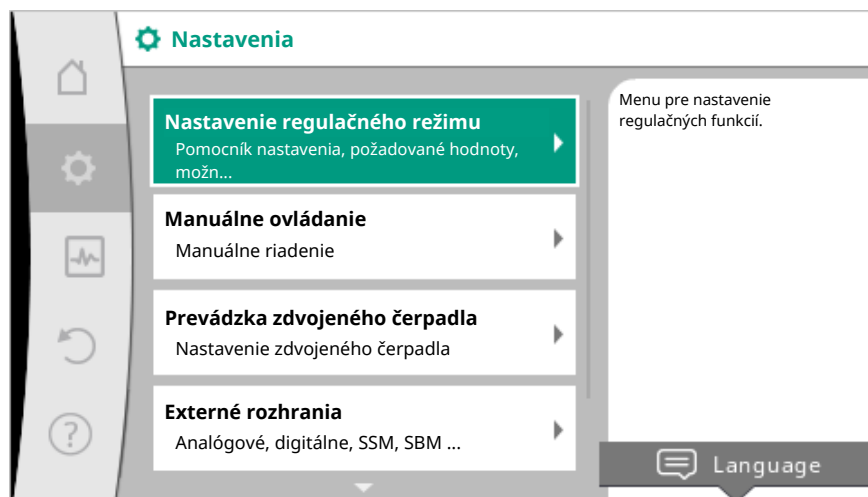 Nastavenia
Nastavenie regulačného režimu
Pomocník nastavenia, požadované hodnoty,
možn...
Manuálne ovládanie
Manuálne riadenie
Prevádzka zdvojeného čerpadla
Nastavenie zdvojeného čerpadla
Externé rozhrania
Analógové, digitálne, SSM, SBM ...
Menu pre nastavenie
regulačných funkcií.
Language